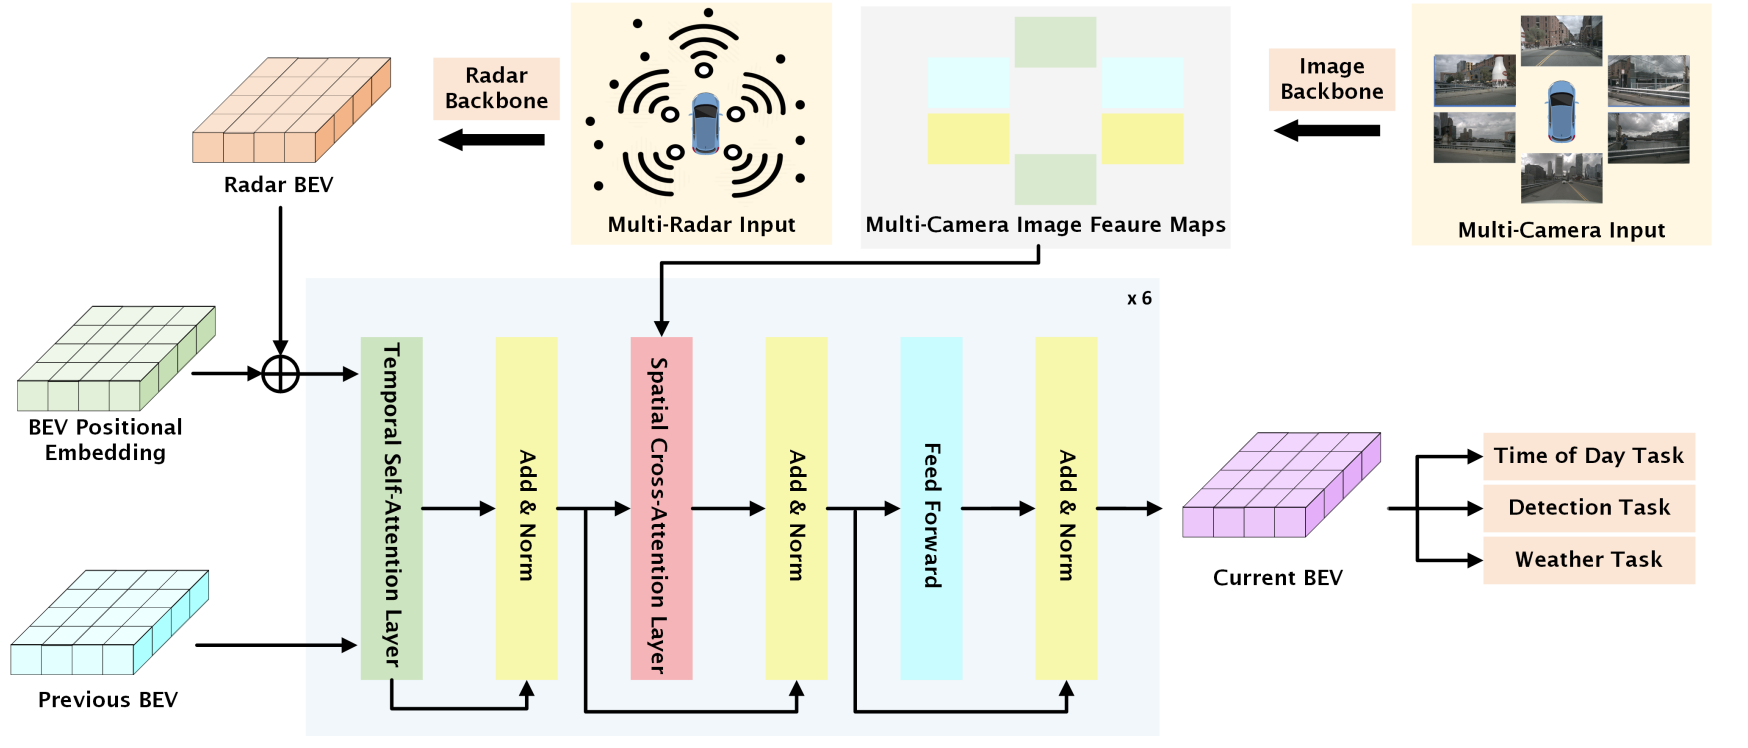 Radar
Backbone
Image
Backbone
Radar BEV
Multi-Radar Input
Multi-Camera Image Feaure Maps
Multi-Camera Input
x 6
BEV Positional
Embedding
Temporal Self-Attention Layer
Add & Norm
Spatial Cross-Attention Layer
Add & Norm
Feed Forward
Add & Norm
Time of Day Task
Detection Task
Weather Task
Current BEV
Previous BEV